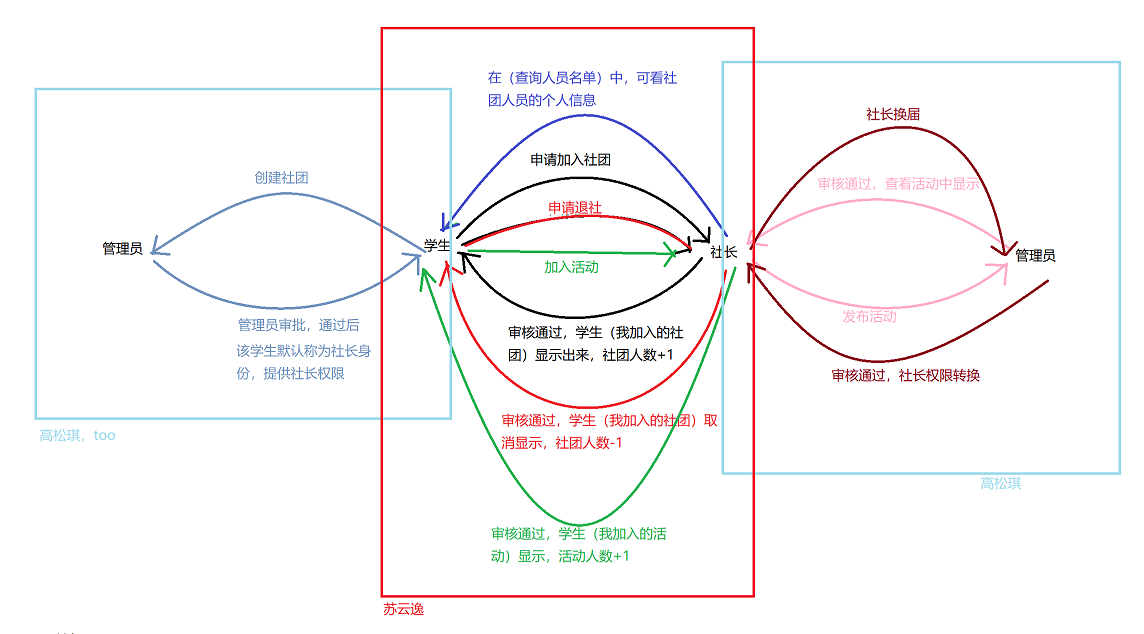 在（查询人员名单）中，可看社
团人员的个人信息
社长换届
申请加入社团
创建社团
审核通过，查看活动中显示
申请退社
管理员
学生
社长
管理员
加入活动
发布活动
管理员审批，通过后
该学生默认称为社长身
份，提供社长权限
审核通过，学生（我加入的社
团）显示出来，社团人数+1
审核通过，社长权限转换
审核通过，学生（我加入的社团）取
消显示，社团人数-1
高松琪，too
高松琪
审核通过，学生（我加入的活
动）显示，活动人数+1
苏云逸